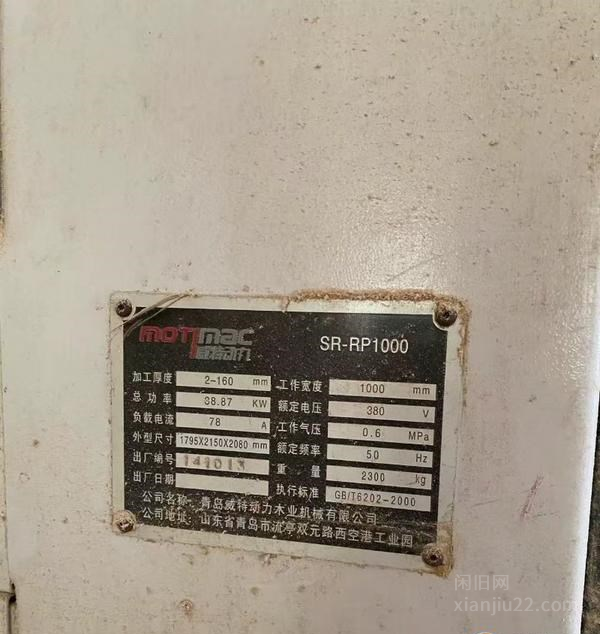 MOTIMAC
威特动力
SR-RP1000
加工厚度 2-160 mm 工作宽度 1000 mm
总功率 38.87 KW 额定电压 380 V
负载电流 78 A 工作气压 0.6 MPa
外型尺寸 1795X2150X2080 mm 额定频率 50 Hz
出厂编号 141013 重量 2300 kg
出厂日期 执行标准 GB/T6202-2000
公司名称：青岛威特动力木业机械有限公司
公司地址：山东省青岛市流亭双元路西空港工业园
闲旧网
xianjiu22.com